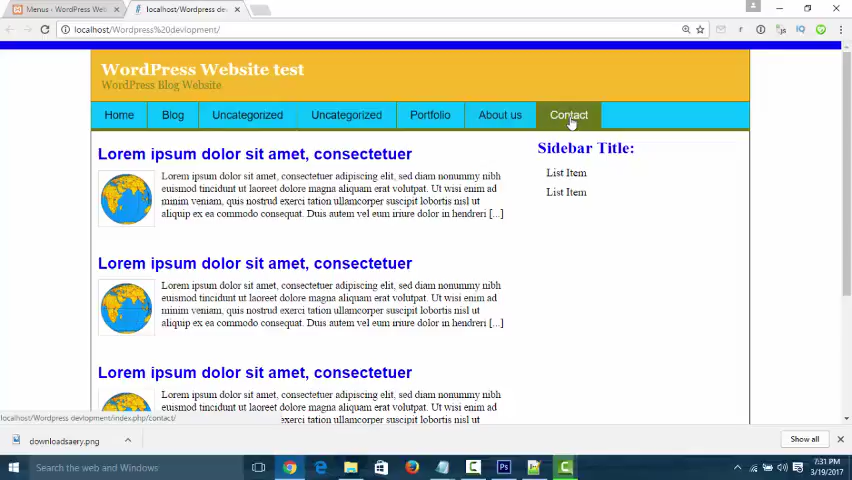 Menus ‹ WordPress Web
localhost/Wordpress dev
localhost/Wordpress%20devlopment/
WordPress Website test
WordPress Blog Website
Home
Blog
Uncategorized
Uncategorized
Portfolio
About us
Contact
Lorem ipsum dolor sit amet, consectetuer
Lorem ipsum dolor sit amet, consectetuer adipiscing elit, sed diam nonummy nibh
euismod tincidunt ut laoreet dolore magna aliquam erat volutpat. Ut wisi enim ad
minim veniam, quis nostrud exerci tation ullamcorper suscipit lobortis nisl ut
aliquip ex ea commodo consequat. Duis autem vel eum iriure dolor in hendreri [...]
Sidebar Title:
List Item
List Item
Lorem ipsum dolor sit amet, consectetuer
Lorem ipsum dolor sit amet, consectetuer adipiscing elit, sed diam nonummy nibh
euismod tincidunt ut laoreet dolore magna aliquam erat volutpat. Ut wisi enim ad
minim veniam, quis nostrud exerci tation ullamcorper suscipit lobortis nisl ut
aliquip ex ea commodo consequat. Duis autem vel eum iriure dolor in hendreri [...]
Lorem ipsum dolor sit amet, consectetuer
Lorem ipsum dolor sit amet, consectetuer adipiscing elit, sed diam nonummy nibh
euismod tincidunt ut laoreet dolore magna aliquam erat volutpat. Ut wisi enim ad
localhost/Wordpress devlopment/index.php/contact/
downloadsaery.png
Show all
Search the web and Windows
7:31 PM
3/19/2017